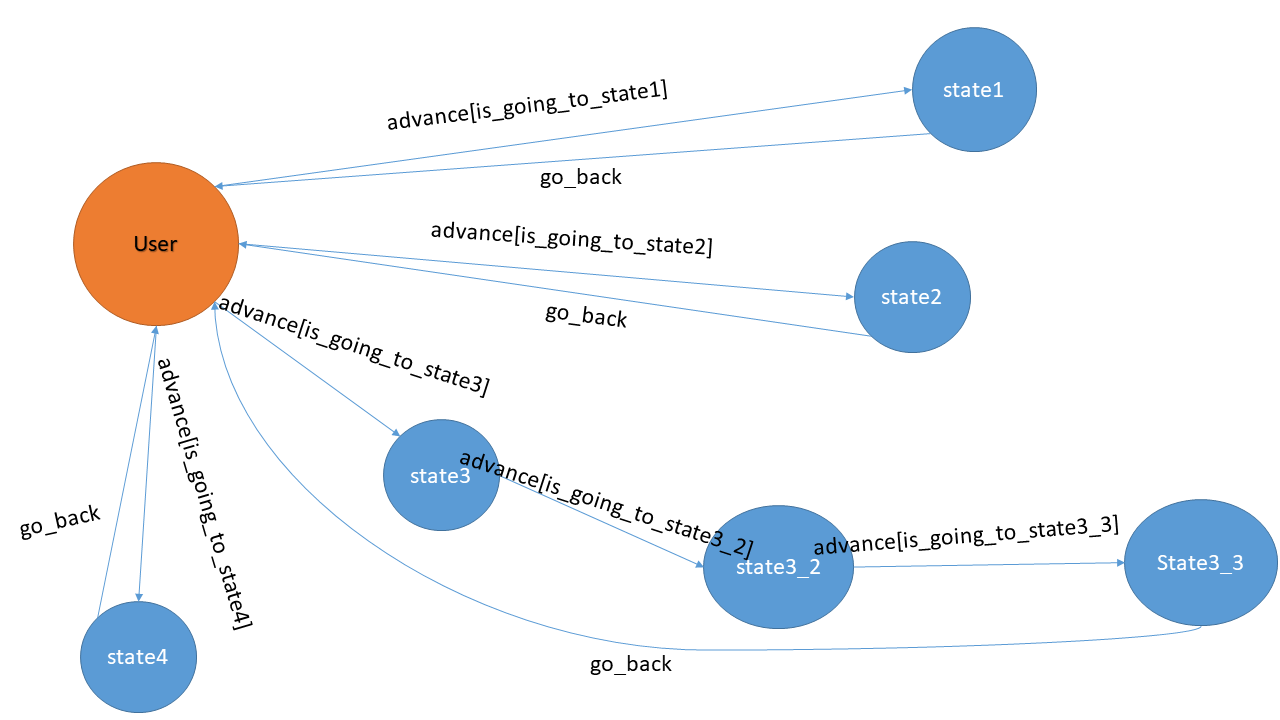 state1
advance[is_going_to_state1]
go_back
User
advance[is_going_to_state2]
state2
go_back
advance[is_going_to_state3]
state3
advance[is_going_to_state3_2]
state3_2
advance[is_going_to_state3_3]
State3_3
go_back
advance[is_going_to_state4]
go_back
state4